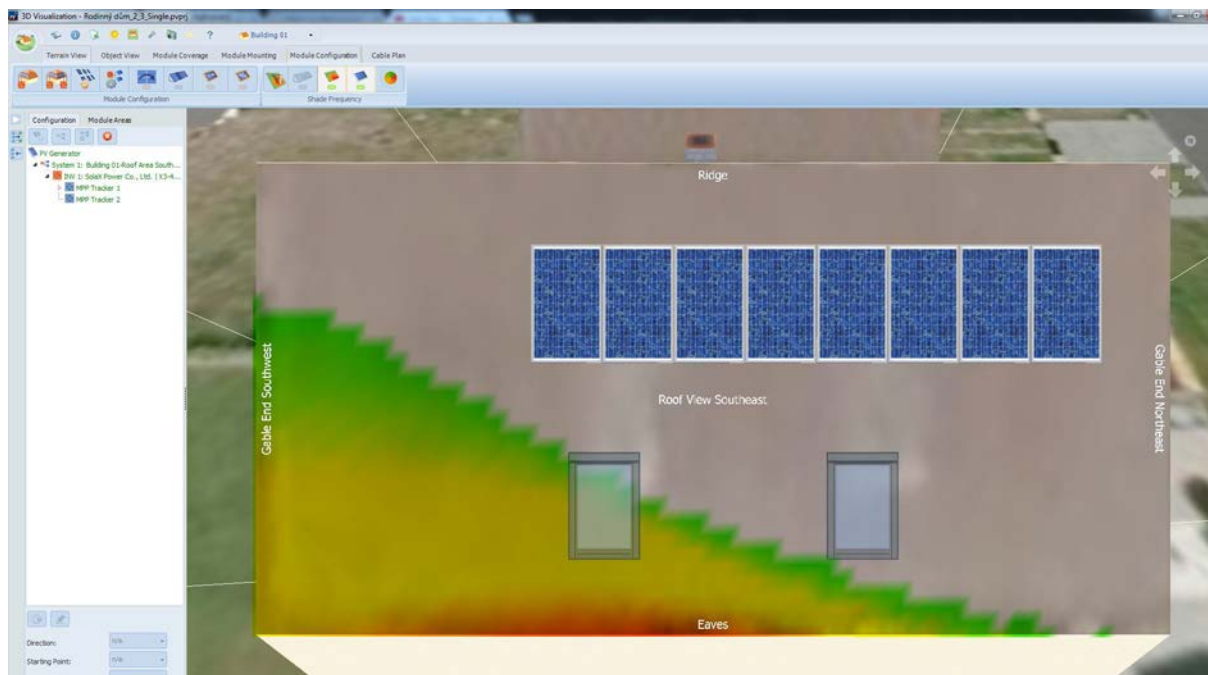 3D Visualization - Rodinný dům_2_3_Single.pvprj
Building 01
Terrain View Object View Module Coverage Module Mounting Module Configuration Cable Plan
Module Configuration Shade Frequency
Configuration Module Areas
PV Generator
System 1: Building 01-Roof Area South...
INV 1: SolaX Power Co., Ltd. ( X3-4...
MPP Tracker 1
MPP Tracker 2
Ridge
Gable End Southwest
Roof View Southeast
Gable End Northeast
Eaves
Direction: n/a
Starting Point: n/a